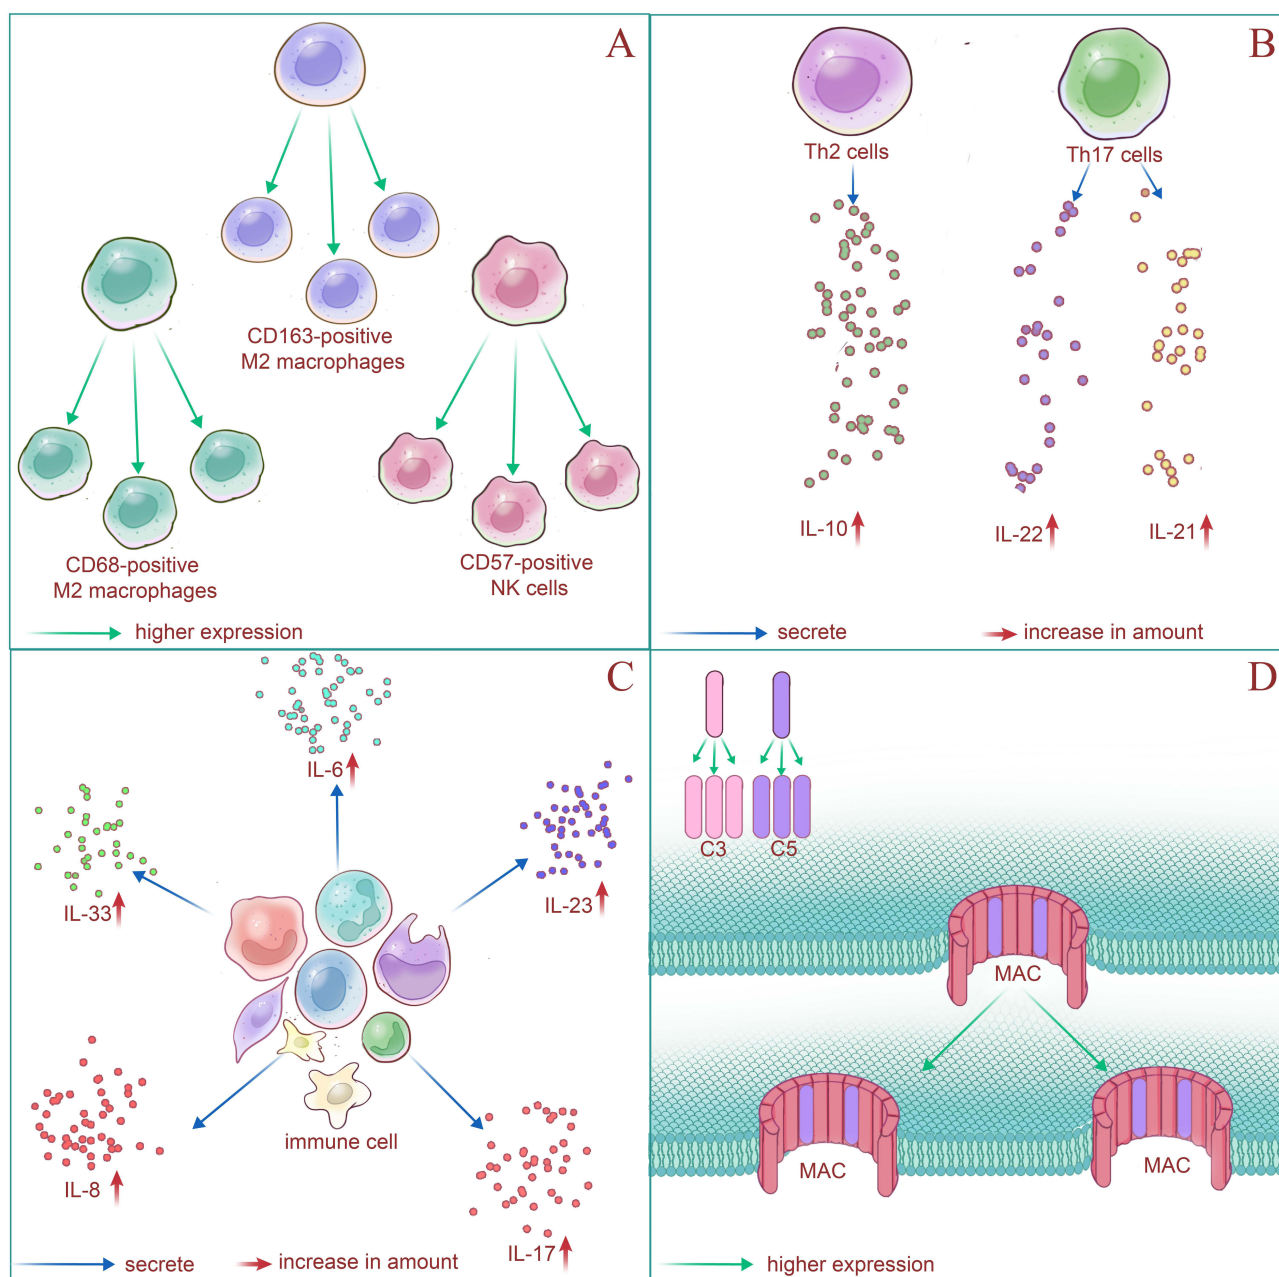 A
CD163-positive
M2 macrophages
CD68-positive
M2 macrophages
CD57-positive
NK cells
higher expression
B
Th2 cells
Th17 cells
IL-10
IL-22
IL-21
secrete
increase in amount
C
IL-6
IL-33
IL-23
immune cell
IL-8
IL-17
secrete
increase in amount
D
C3
C5
MAC
MAC
MAC
higher expression